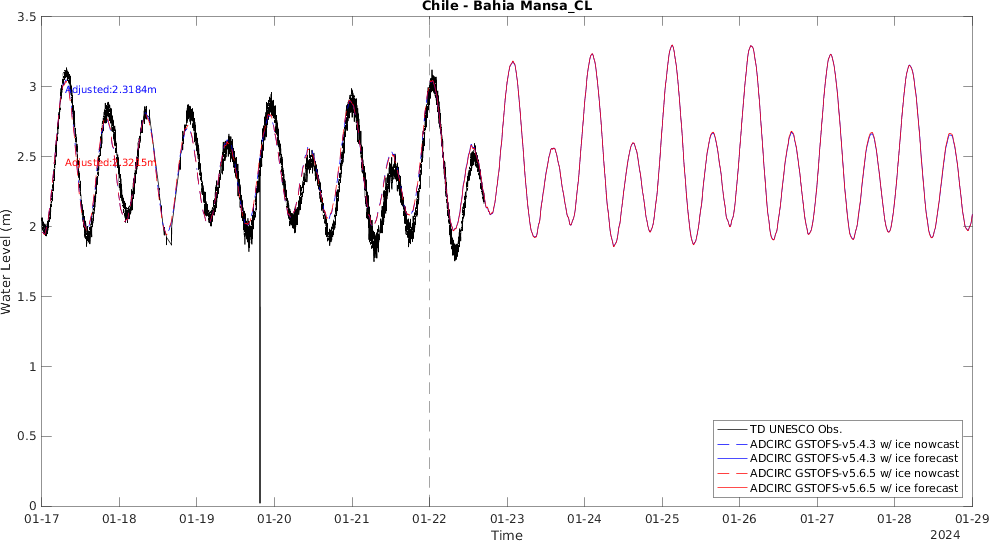 Chile - Bahia Mansa_CL
3.5
3
2.5
2
1.5
1
0.5
0
Water Level (m)
Adjusted:2.3184m
Adjusted:2.3215m
TD UNESCO Obs.
ADCIRC GSTOFS-v5.4.3 w/ ice nowcast
ADCIRC GSTOFS-v5.4.3 w/ ice forecast
ADCIRC GSTOFS-v5.6.5 w/ ice nowcast
ADCIRC GSTOFS-v5.6.5 w/ ice forecast
01-17 01-18 01-19 01-20 01-21 01-22 01-23 01-24 01-25 01-26 01-27 01-28 01-29
Time
2024